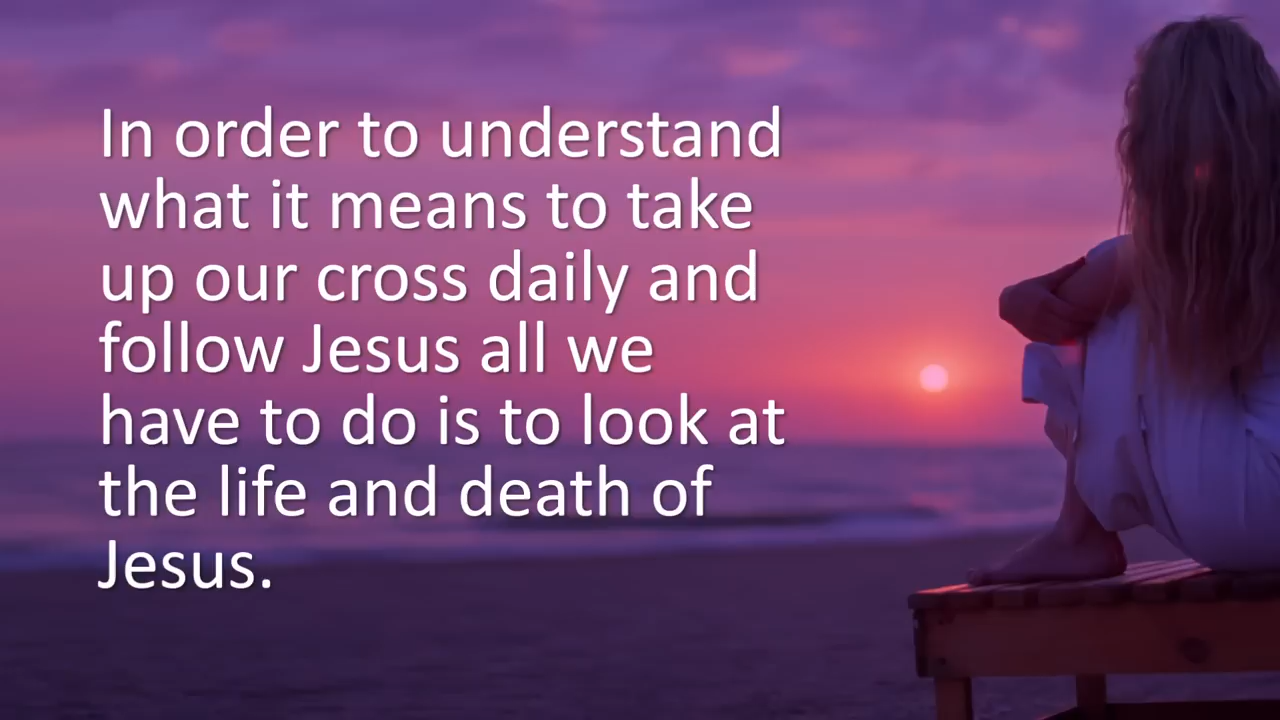 In order to understand
what it means to take
up our cross daily and
follow Jesus all we
have to do is to look at
the life and death of
Jesus.